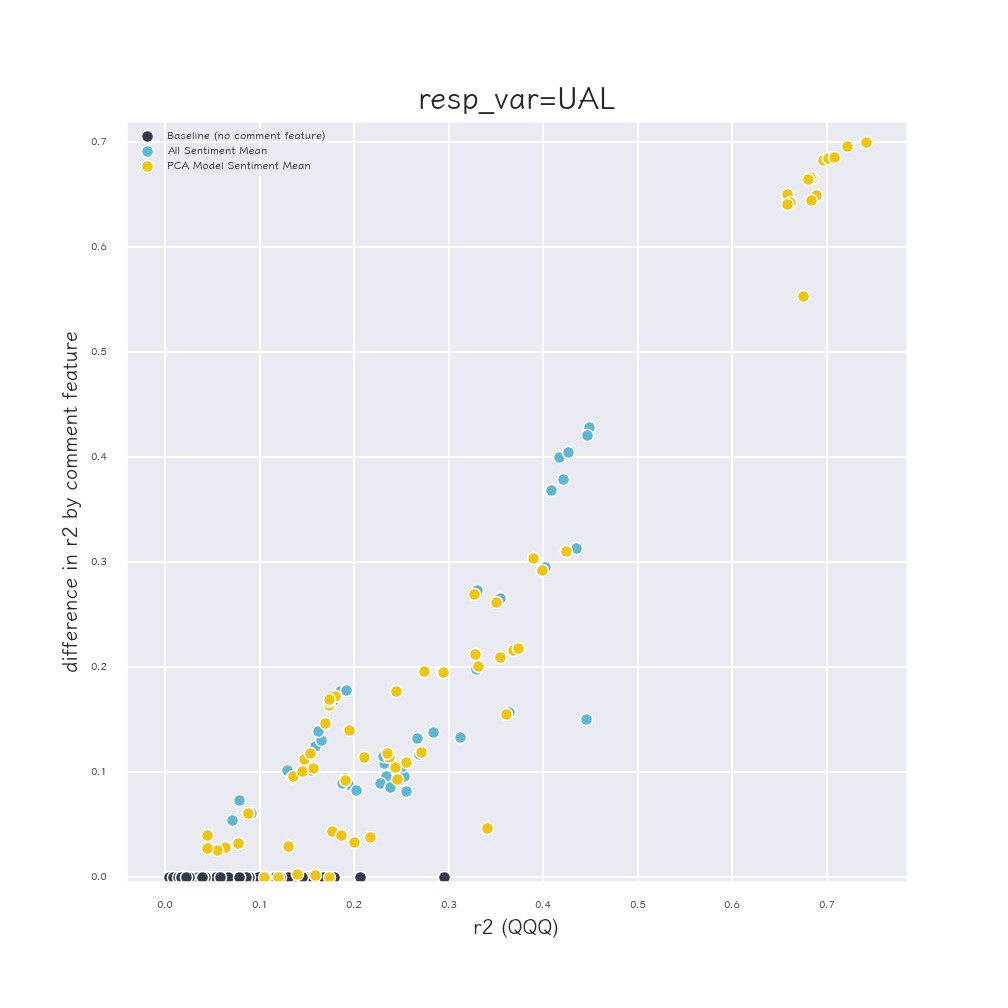 resp_var=UAL
Baseline (no comment feature)
All Sentiment Mean
PCA Model Sentiment Mean
difference in r2 by comment feature
0.7
0.6
0.5
0.4
0.3
0.2
0.1
0.0
0.0 0.1 0.2 0.3 0.4 0.5 0.6 0.7
r2 (QQQ)